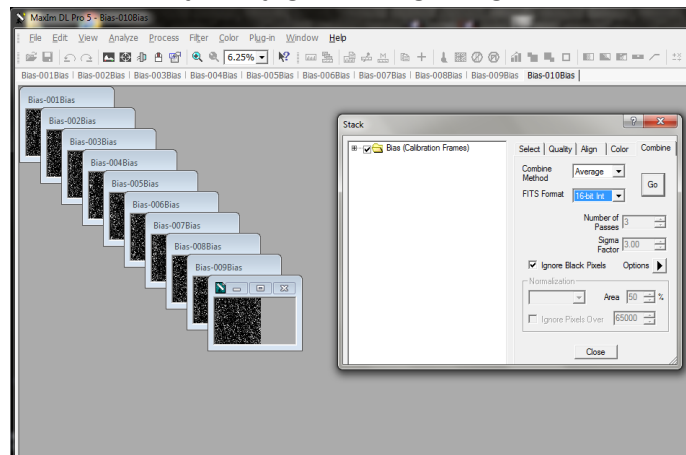 MaxIm DL Pro 5 - Bias-010Bias
File Edit View Analyze Process Filter Color Plug-in Window Help
6.25%
Bias-001Bias | Bias-002Bias | Bias-003Bias | Bias-004Bias | Bias-005Bias | Bias-006Bias | Bias-007Bias | Bias-008Bias | Bias-009Bias Bias-010Bias |
Bias-001Bias
Bias-002Bias
Bias-003Bias
Bias-004Bias
Bias-005Bias
Bias-006Bias
Bias-007Bias
Bias-008Bias
Bias-009Bias
Stack
Bias (Calibration Frames)
Select Quality Align Color Combine
Combine Method Average
Go
FITS Format 16-bit Int
Number of Passes 3
Sigma Factor 3.00
Ignore Black Pixels Options
Normalization
Area 50 %
Ignore Pixels Over 65000
Close